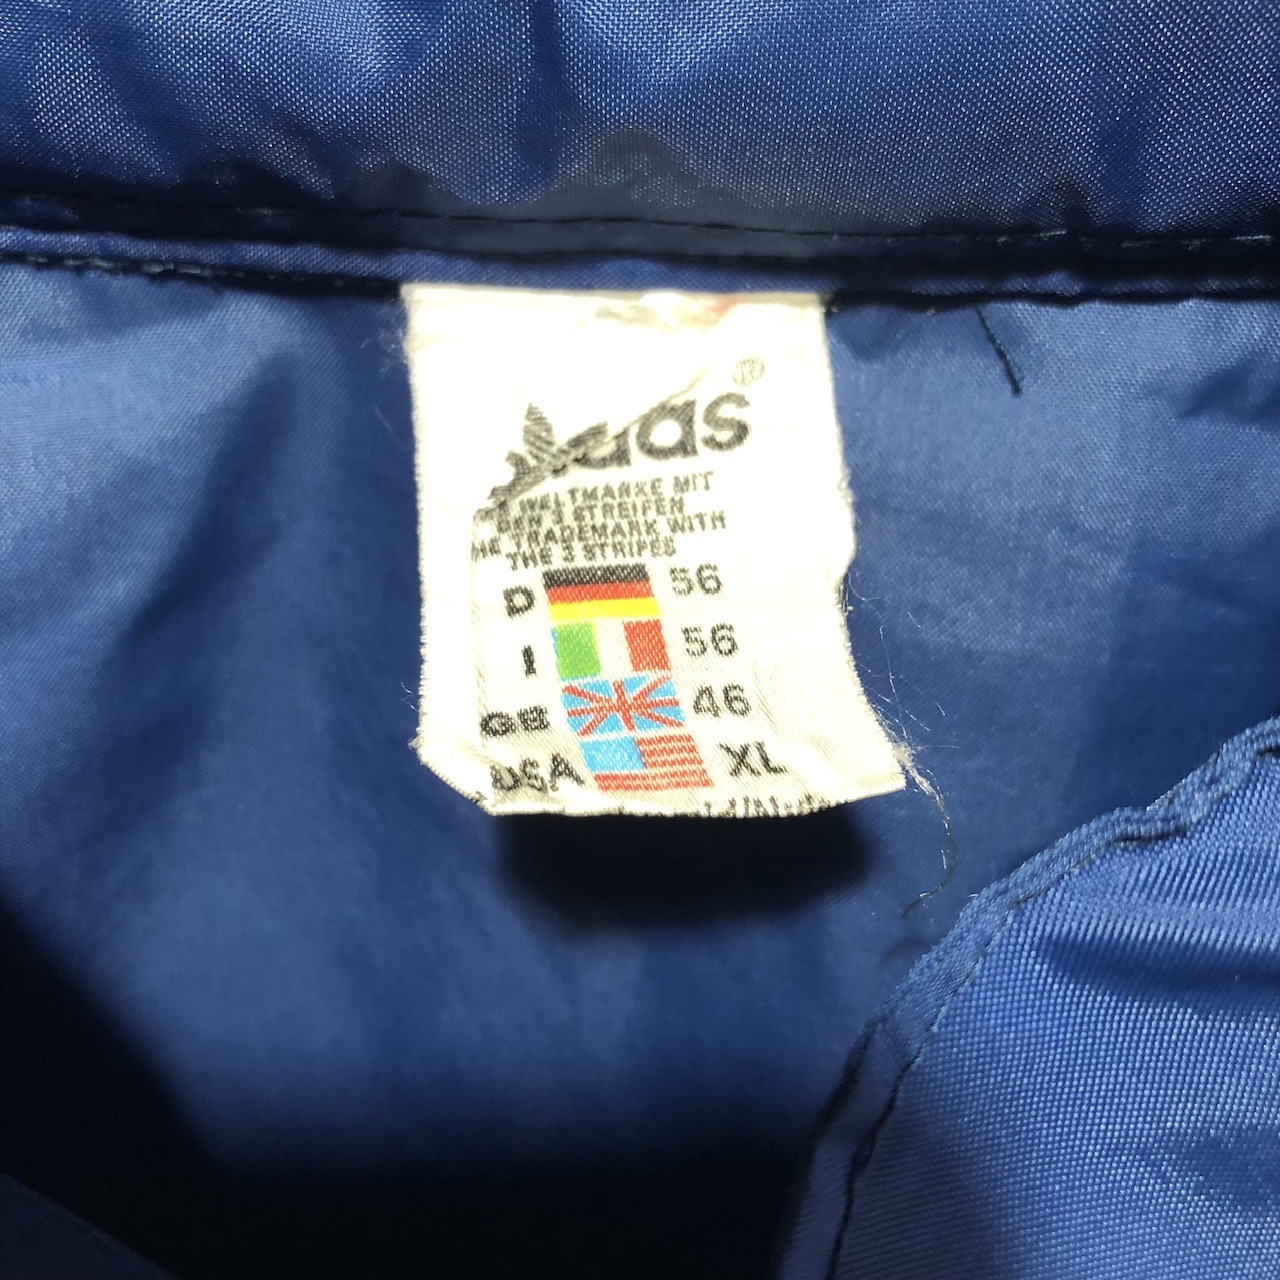 adidas®
DIE WELTMARKE MIT
DEN 3 STREIFEN
THE TRADEMARK WITH
THE 3 STRIPES
D 56
I 56
GB 46
USA XL